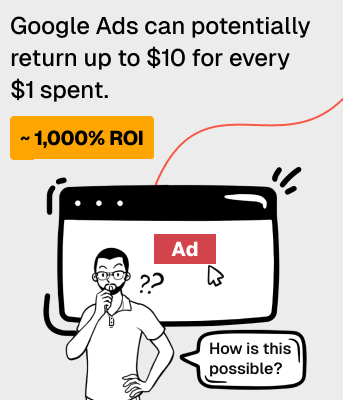 Google Ads can potentially
return up to $10 for every
$1 spent.
~ 1,000% ROI
Ad
??
How is this
possible?